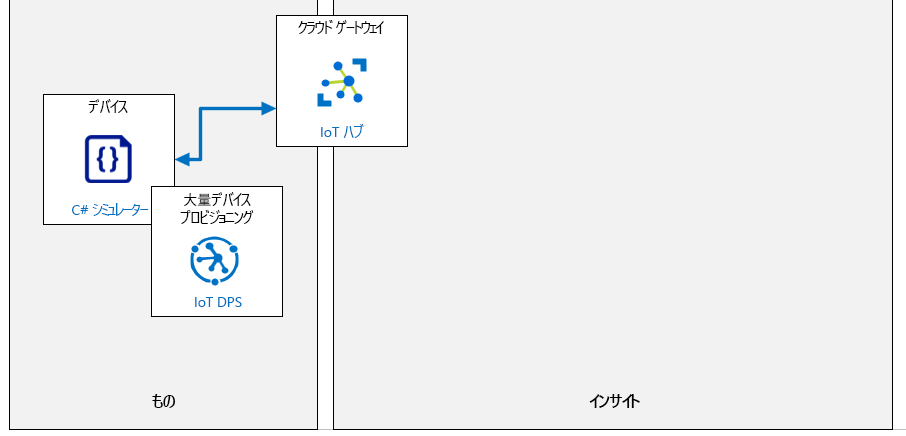 クラウド ゲートウェイ
IoT ハブ
デバイス
C# シミュレーター
大量デバイス
プロビジョニング
IoT DPS
もの
インサイト